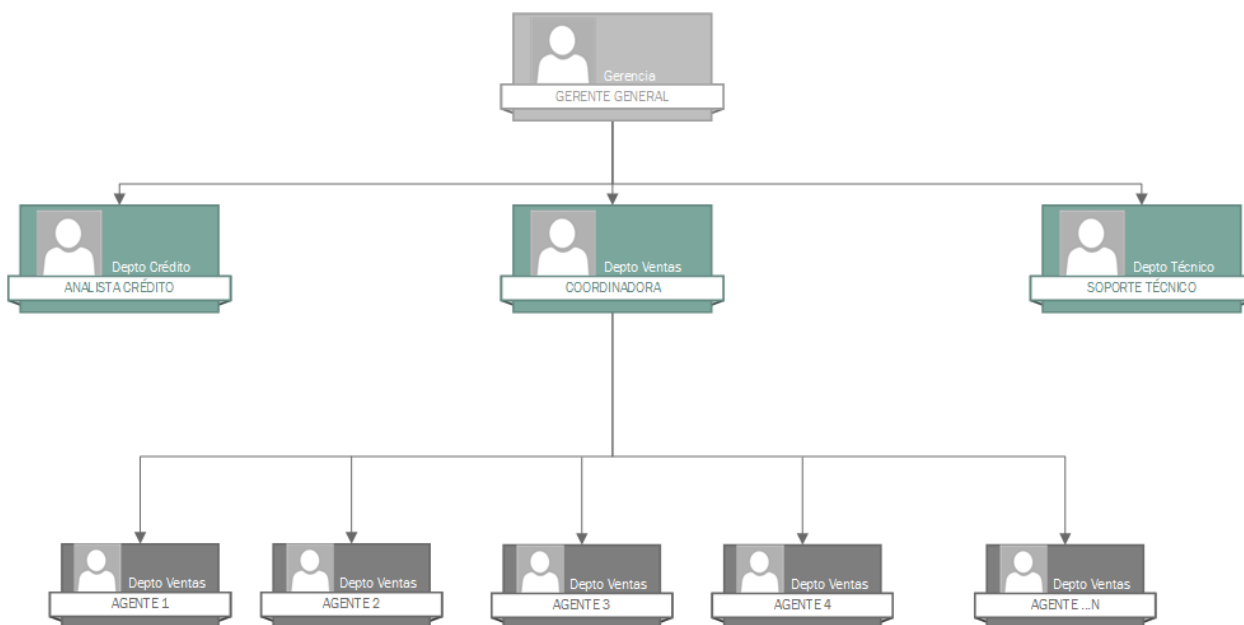 Gerencia
GERENTE GENERAL
Depto Crédito
ANALISTA CRÉDITO
Depto Ventas
COORDINADORA
Depto Técnico
SOPORTE TÉCNICO
Depto Ventas
AGENTE 1
Depto Ventas
AGENTE 2
Depto Ventas
AGENTE 3
Depto Ventas
AGENTE 4
Depto Ventas
AGENTE ...N